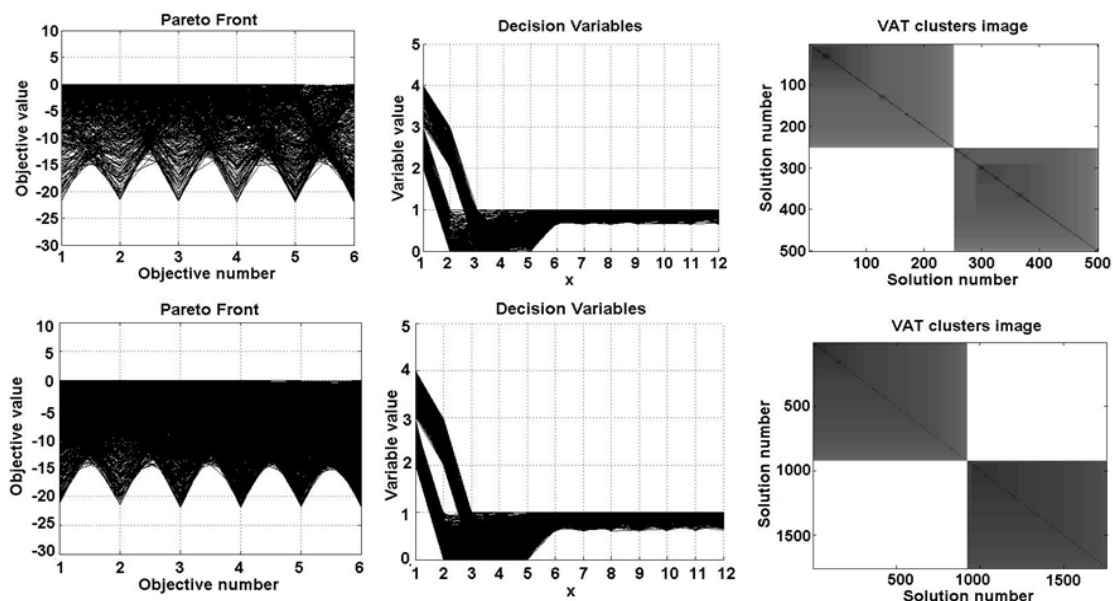 Pareto Front
Objective value
10
5
0
-5
-10
-15
-20
-25
-30
1 2 3 4 5 6
Objective number
Decision Variables
Variable value
5
4
3
2
1
0
1 2 3 4 5 6 7 8 9 10 11 12
x
VAT clusters image
Solution number
100
200
300
400
500
100 200 300 400 500
Solution number
Pareto Front
Objective value
10
5
0
-5
-10
-15
-20
-25
-30
1 2 3 4 5 6
Objective number
Decision Variables
Variable value
5
4
3
2
1
0
1 2 3 4 5 6 7 8 9 10 11 12
x
VAT clusters image
Solution number
500
1000
1500
500 1000 1500
Solution number